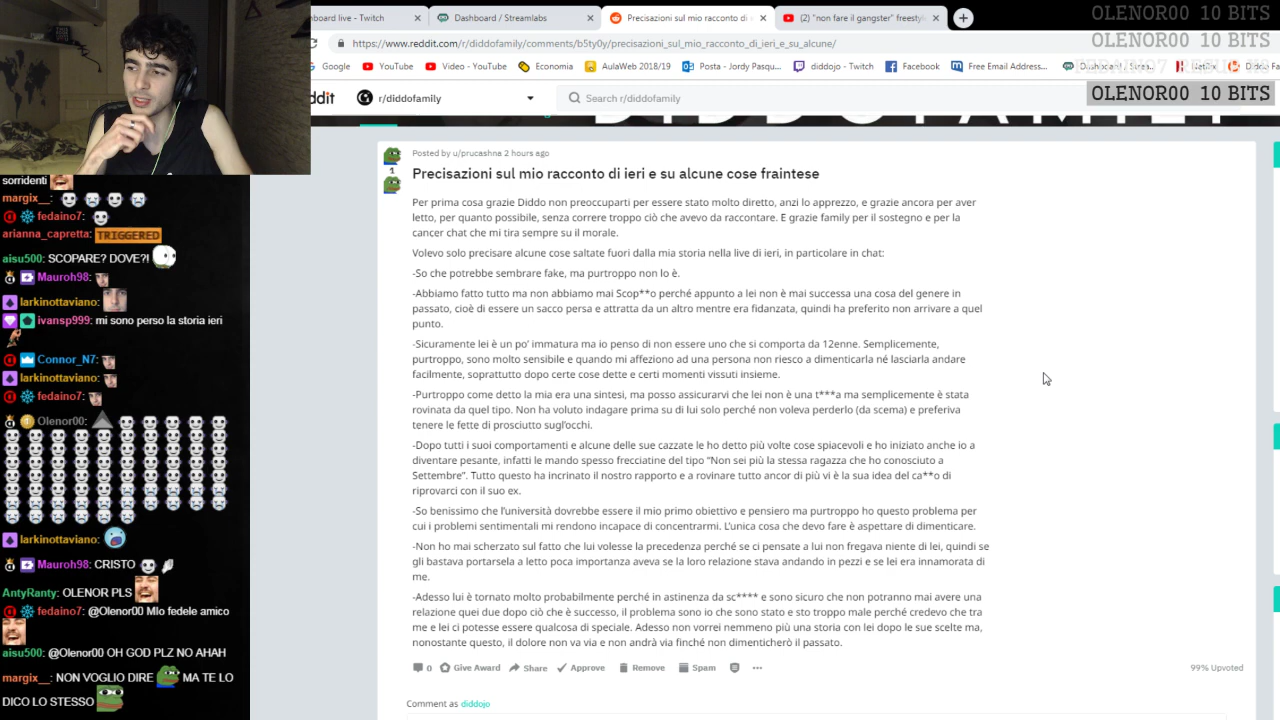 board live - Twitch
Dashboard / Streamlabs
Precisazioni sul mio racconto di i
(2) "non fare il gangster" freestyl
https://www.reddit.com/r/diddofamily/comments/b5ty0y/precisazioni_sul_mio_racconto_di_ieri_e_su_alcune/
Google YouTube Video - YouTube Economia AulaWeb 2018/19 Posta - Jordy Pasqu... diddojo - Twitch Facebook Free Email Address...
ddit r/diddofamily Search r/diddofamily
OLENOR00 10 BITS
OLENOR00 10 BITS
OLENOR00 10 BITS
DIDDOFAMILY
Posted by u/prucashna 2 hours ago
1
Precisazioni sul mio racconto di ieri e su alcune cose fraintese
Per prima cosa grazie Diddo non preoccuparti per essere stato molto diretto, anzi lo apprezzo, e grazie ancora per aver
letto, per quanto possibile, senza correre troppo ciò che avevo da raccontare. E grazie family per il sostegno e per la
cancer chat che mi tira sempre su il morale.
Volevo solo precisare alcune cose saltate fuori dalla mia storia nella live di ieri, in particolare in chat:
-So che potrebbe sembrare fake, ma purtroppo non lo è.
-Abbiamo fatto tutto ma non abbiamo mai Scop**o perché appunto a lei non è mai successa una cosa del genere in
passato, cioè di essere un sacco persa e attratta da un altro mentre era fidanzata, quindi ha preferito non arrivare a quel
punto.
-Sicuramente lei è un po' immatura ma io penso di non essere uno che si comporta da 12enne. Semplicemente,
purtroppo, sono molto sensibile e quando mi affeziono ad una persona non riesco a dimenticarla né lasciarla andare
facilmente, soprattutto dopo certe cose dette e certi momenti vissuti insieme.
-Purtroppo come detto la mia era una sintesi, ma posso assicurarvi che lei non è una t***a ma semplicemente è stata
rovinata da quel tipo. Non ha voluto indagare prima su di lui solo perché non voleva perderlo (da scema) e preferiva
tenere le fette di prosciutto sugl'occhi.
-Dopo tutti i suoi comportamenti e alcune delle sue cazzate le ho detto più volte cose spiacevoli e ho iniziato anche io a
diventare pesante, infatti le mando spesso frecciatine del tipo "Non sei più la stessa ragazza che ho conosciuto a
Settembre". Tutto questo ha incrinato il nostro rapporto e a rovinare tutto ancor di più vi è la sua idea del ca**o di
riprovarci con il suo ex.
-So benissimo che l'università dovrebbe essere il mio primo obiettivo e pensiero ma purtroppo ho questo problema per
cui i problemi sentimentali mi rendono incapace di concentrarmi. L'unica cosa che devo fare è aspettare di dimenticare.
-Non ho mai scherzato sul fatto che lui volesse la precedenza perché se ci pensate a lui non fregava niente di lei, quindi se
gli bastava portarsela a letto poca importanza aveva se la loro relazione stava andando in pezzi e se lei era innamorata di
me.
-Adesso lui è tornato molto probabilmente perché in astinenza da sc**** e sono sicuro che non potranno mai avere una
relazione quei due dopo ciò che è successo, il problema sono io che sono stato e sto troppo male perché credevo che tra
me e lei ci potesse essere qualcosa di speciale. Adesso non vorrei nemmeno più una storia con lei dopo le sue scelte ma,
nonostante questo, il dolore non va via e non andrà via finché non dimenticherò il passato.
0 Give Award Share Approve Remove Spam 99% Upvoted
Comment as diddojo
sorridenti
margix__:
fedaino7:
arianna_capretta: TRIGGERED
aisu500: SCOPARE? DOVE?!
Mauroh98:
larkinottaviano:
ivansp999: mi sono perso la storia ieri
Connor_N7:
larkinottaviano:
fedaino7:
Olenor00:
larkinottaviano:
Mauroh98: CRISTO
AntyRanty: OLENOR PLS
fedaino7: @Olenor00 MIo fedele amico
aisu500: @Olenor00 OH GOD PLZ NO AHAH
margix__: NON VOGLIO DIRE MA TE LO
DICO LO STESSO